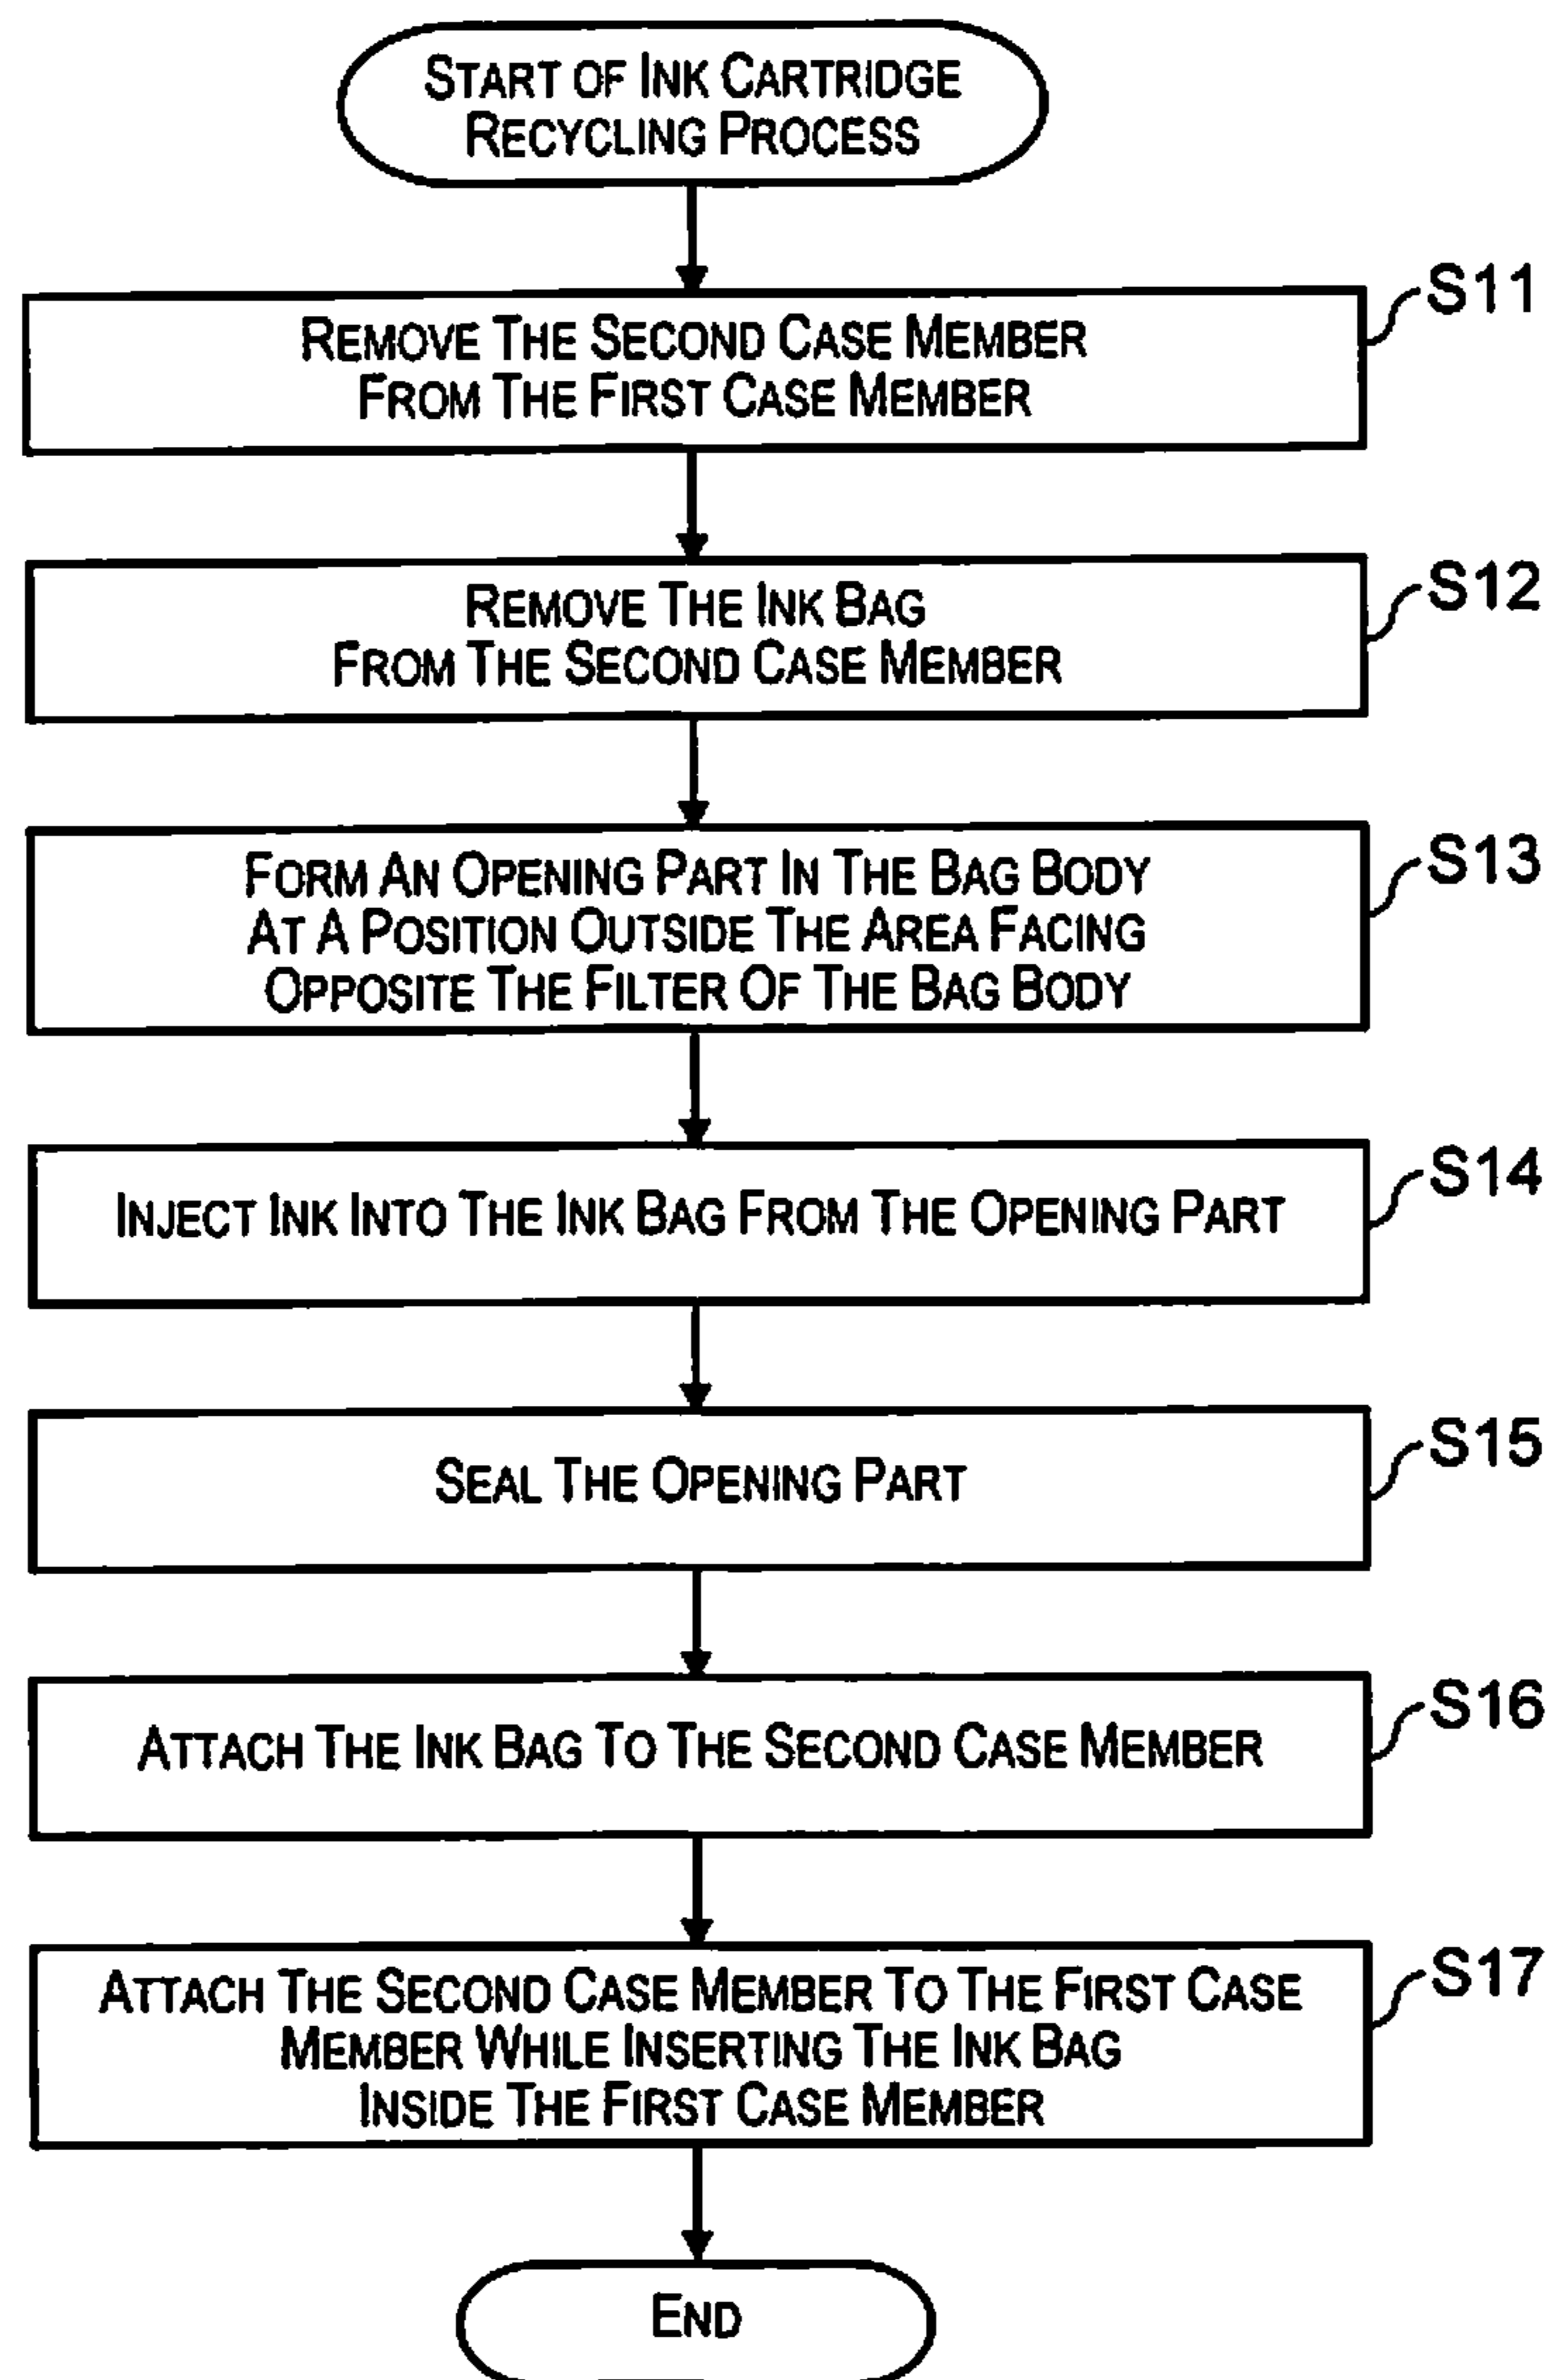 START OF INK CARTRIDGE
RECYCLING PROCESS
S11
REMOVE THE SECOND CASE MEMBER
FROM THE FIRST CASE MEMBER
S12
REMOVE THE INK BAG
FROM THE SECOND CASE MEMBER
S13
FORM AN OPENING PART IN THE BAG BODY
AT A POSITION OUTSIDE THE AREA FACING
OPPOSITE THE FILTER OF THE BAG BODY
S14
INJECT INK INTO THE INK BAG FROM THE OPENING PART
S15
SEAL THE OPENING PART
S16
ATTACH THE INK BAG TO THE SECOND CASE MEMBER
S17
ATTACH THE SECOND CASE MEMBER TO THE FIRST CASE
MEMBER WHILE INSERTING THE INK BAG
INSIDE THE FIRST CASE MEMBER
END